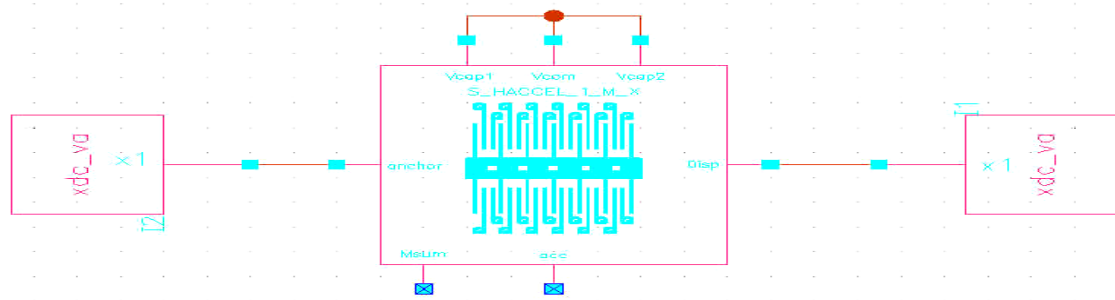 Vcap1 Vcom Vcap2
S_HACCEL_1_M_X
I1
xdc_va
x 1
anchor
Disp
x 1
xdc_va
I2
acc